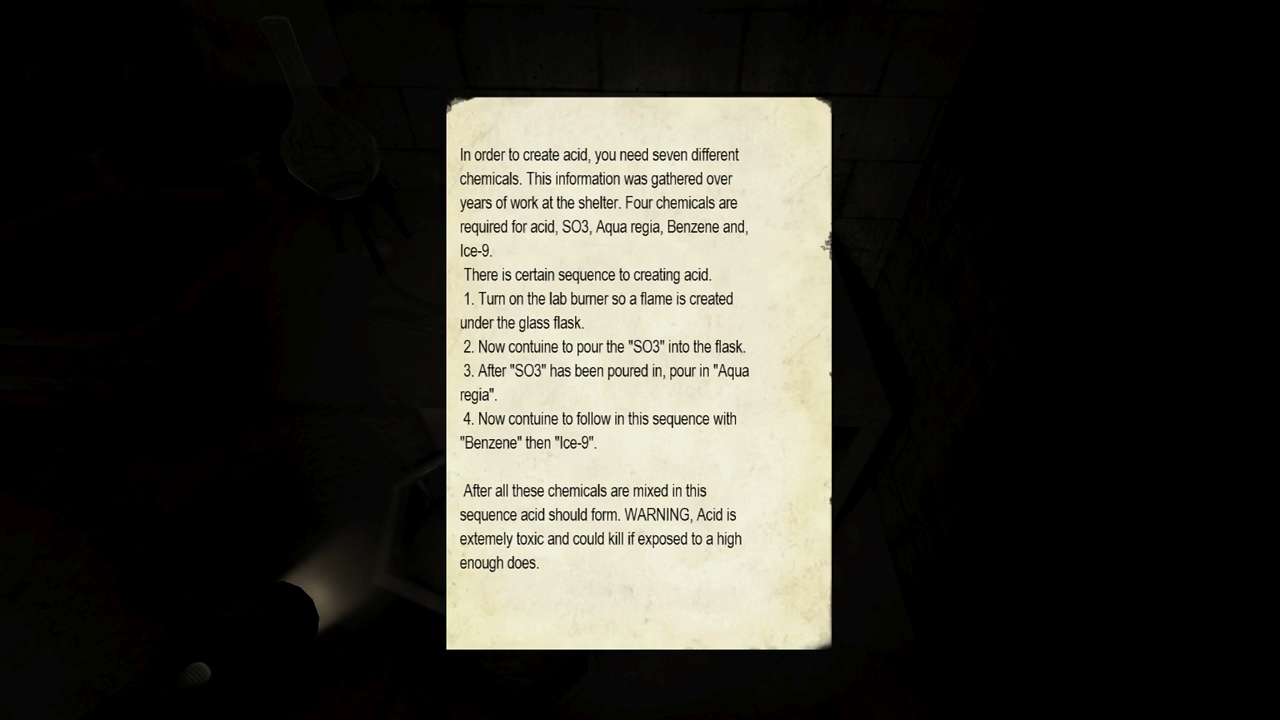 In order to create acid, you need seven different
chemicals. This information was gathered over
years of work at the shelter. Four chemicals are
required for acid, SO3, Aqua regia, Benzene and,
Ice-9.
There is certain sequence to creating acid.
1. Turn on the lab burner so a flame is created
under the glass flask.
2. Now contuine to pour the "SO3" into the flask.
3. After "SO3" has been poured in, pour in "Aqua
regia".
4. Now contuine to follow in this sequence with
"Benzene" then "Ice-9".
After all these chemicals are mixed in this
sequence acid should form. WARNING, Acid is
extemely toxic and could kill if exposed to a high
enough does.